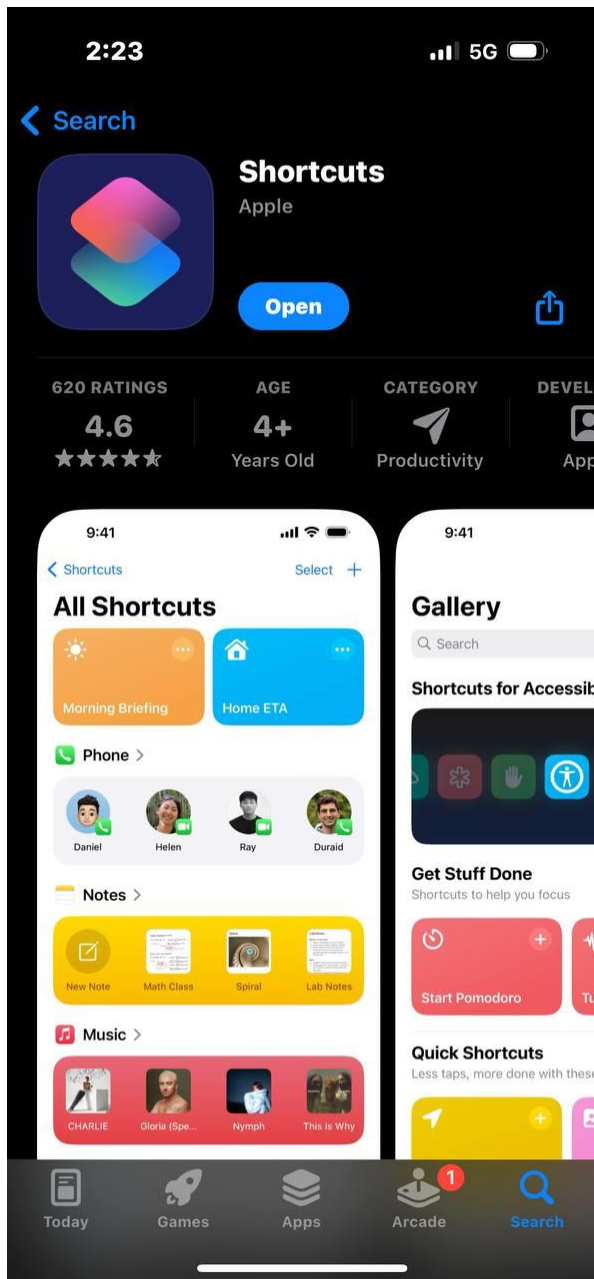 2:23
5G
Search
Shortcuts
Apple
Open
620 RATINGS
4.6
AGE
4+
Years Old
CATEGORY
Productivity
DEVEL
App
9:41
Shortcuts
Select
All Shortcuts
Morning Briefing
Home ETA
Phone
Daniel
Helen
Ray
Duraid
Notes
New Note
Math Class
Spiral
Lab Notes
Music
CHARLIE
Gloria (Spe...
Nymph
This Is Why
9:41
Gallery
Search
Shortcuts for Accessib
Get Stuff Done
Shortcuts to help you focus
Start Pomodoro
Tu
Quick Shortcuts
Less taps, more done with these
Today
Games
Apps
Arcade
1
Search